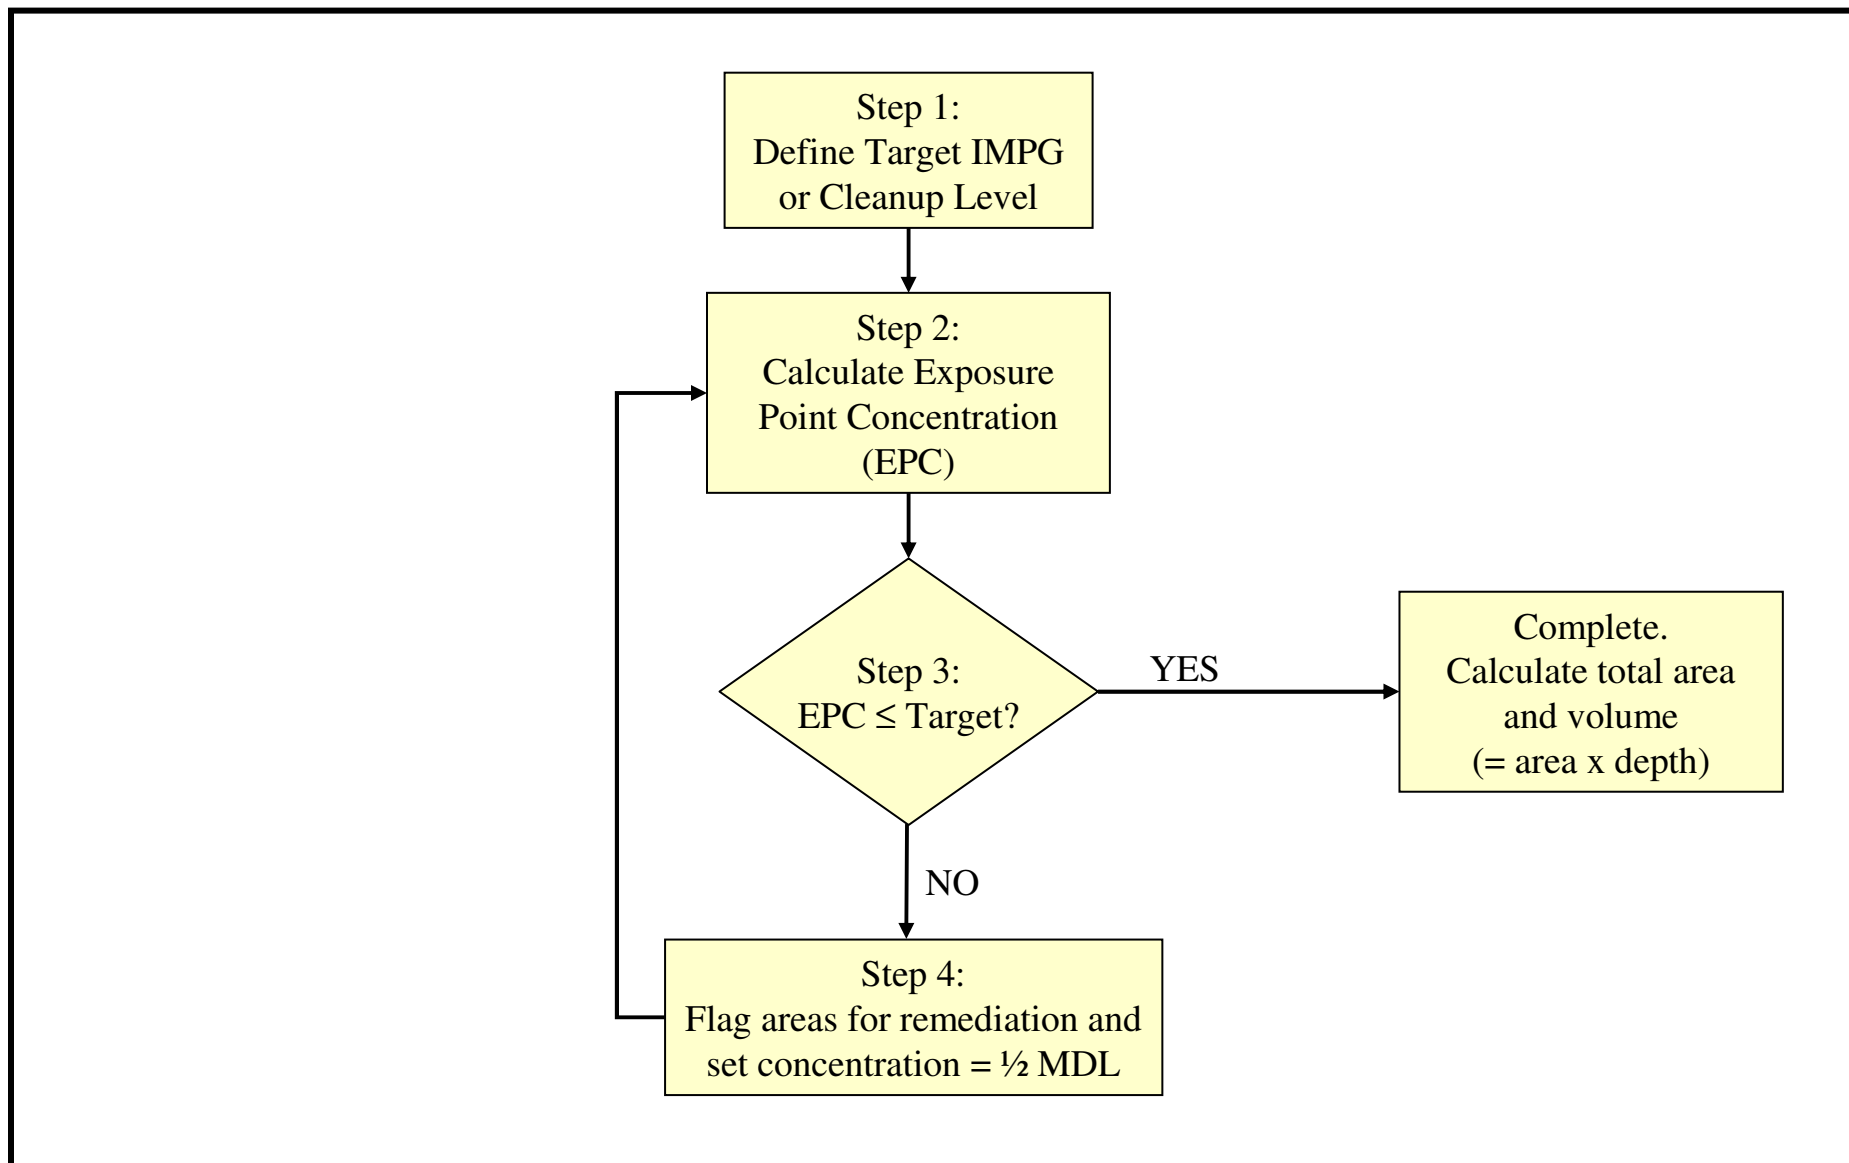 Step 1:
Define Target IMPG
or Cleanup Level
Step 2:
Calculate Exposure
Point Concentration
(EPC)
Step 3:
EPC ≤ Target?
YES
Complete.
Calculate total area
and volume
(= area x depth)
NO
Step 4:
Flag areas for remediation and
set concentration = ½ MDL